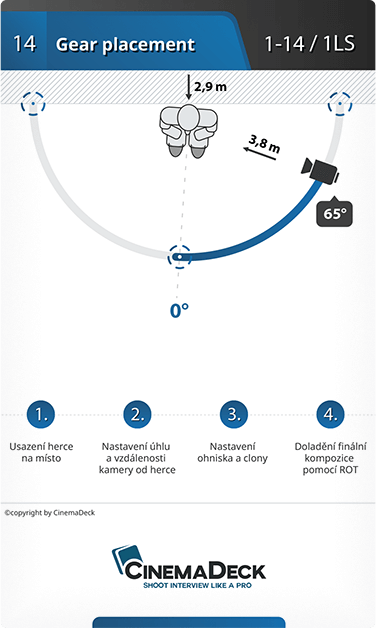 14 Gear placement 1-14 / 1LS
2,9 m
3,8 m
65°
0°
1.
Usazení herce
na místo
2.
Nastavení úhlu
a vzdálenosti
kamery od herce
3.
Nastavení
ohniska a clony
4.
Doladění finální
kompozice
pomocí ROT
©copyright by CinemaDeck
CINEMADECK
SHOOT INTERVIEW LIKE A PRO